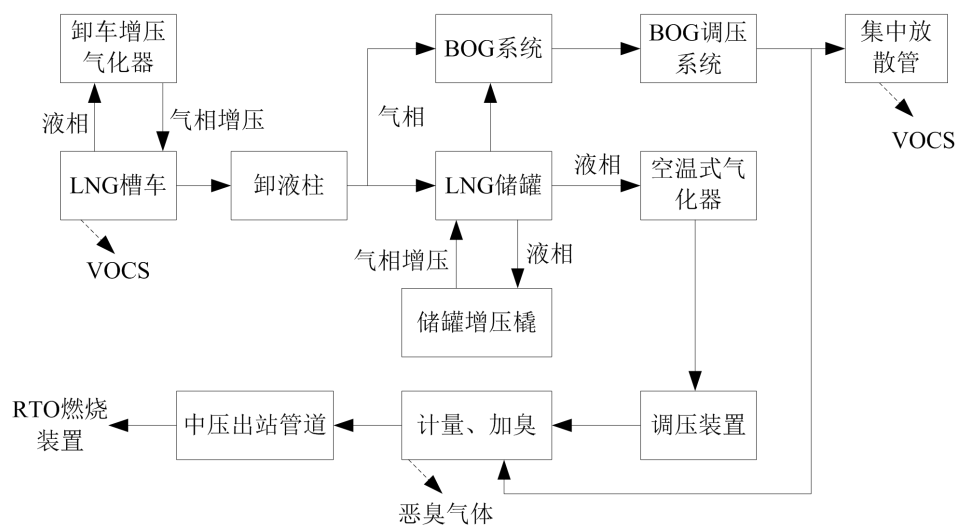 卸车增压
气化器
BOG系统
BOG调压
系统
集中放
散管
液相
气相增压
气相
VOCS
LNG槽车
卸液柱
LNG储罐
液相
空温式气
化器
VOCS
气相增压
液相
储罐增压橇
RTO燃烧
装置
中压出站管道
计量、加臭
调压装置
恶臭气体